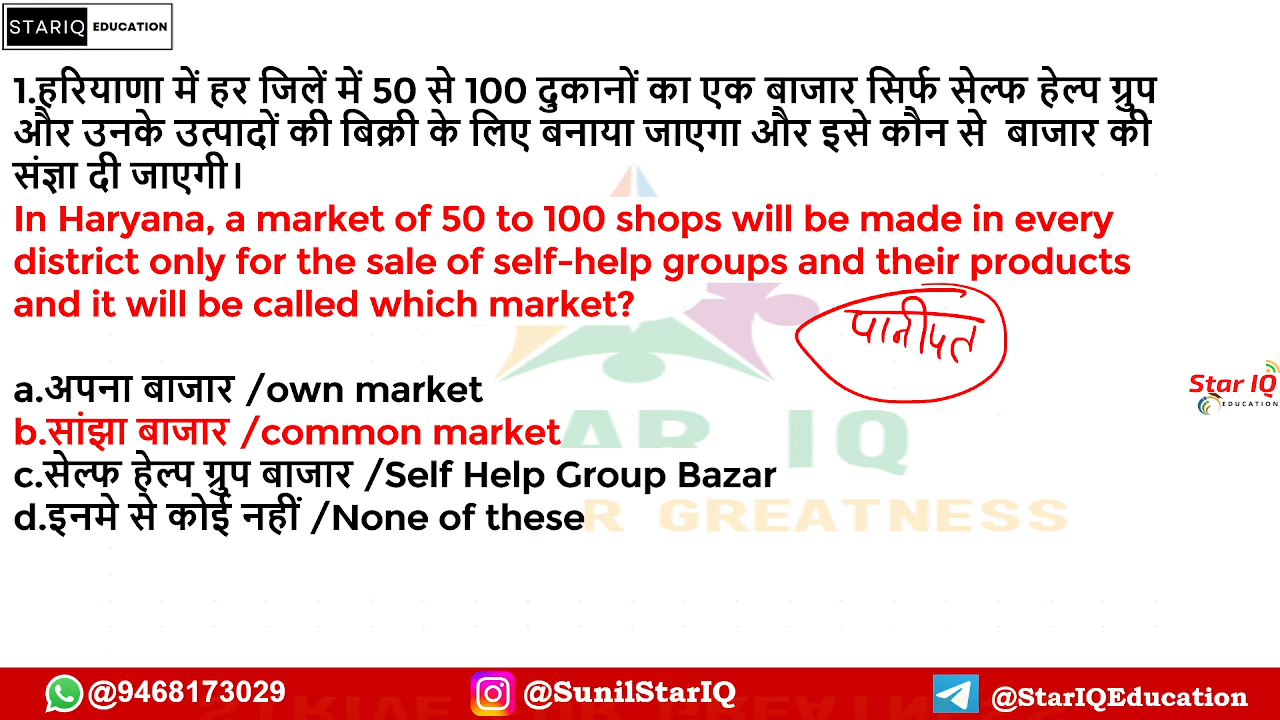 STARIQ EDUCATION
1.हरियाणा में हर जिलें में 50 से 100 दुकानों का एक बाजार सिर्फ सेल्फ हेल्प ग्रुप
और उनके उत्पादों की बिक्री के लिए बनाया जाएगा और इसे कौन से बाजार की
संज्ञा दी जाएगी।
In Haryana, a market of 50 to 100 shops will be made in every
district only for the sale of self-help groups and their products
and it will be called which market?
पानीपत
a.अपना बाजार /own market
Star IQ
EDUCATION
b.सांझा बाजार /common market
AR IQ
c.सेल्फ हेल्प ग्रुप बाजार /Self Help Group Bazar
d.इनमे से कोई नहीं /None of these
R GREATNESS
@9468173029
@SunilStarIQ
@StarIQEducation